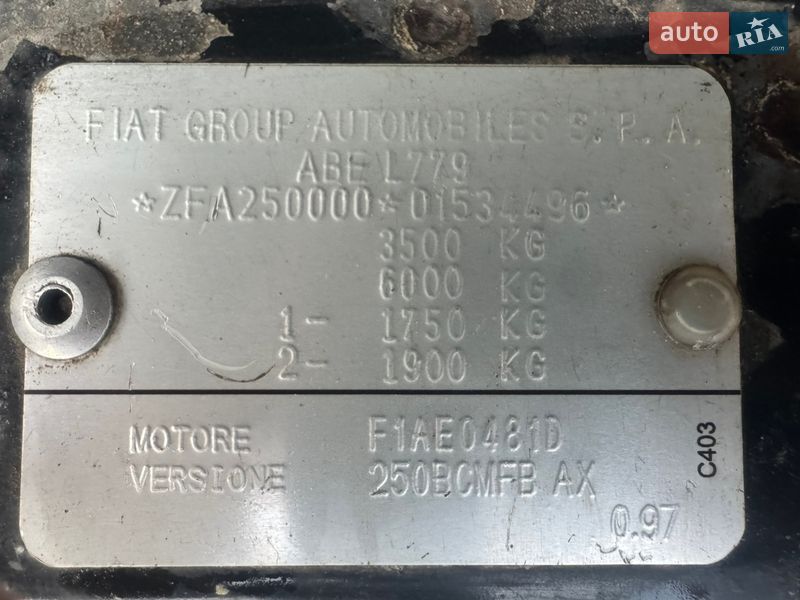 auto RIA.com
FIAT GROUP AUTOMOBILES S.P.A.
ABE L779
*ZFA250000*01534496*
3500 KG
6000 KG
1- 1750 KG
2- 1900 KG
MOTORE F1AE0481D
VERSIONE 250BCMFB AX
0.97
C403